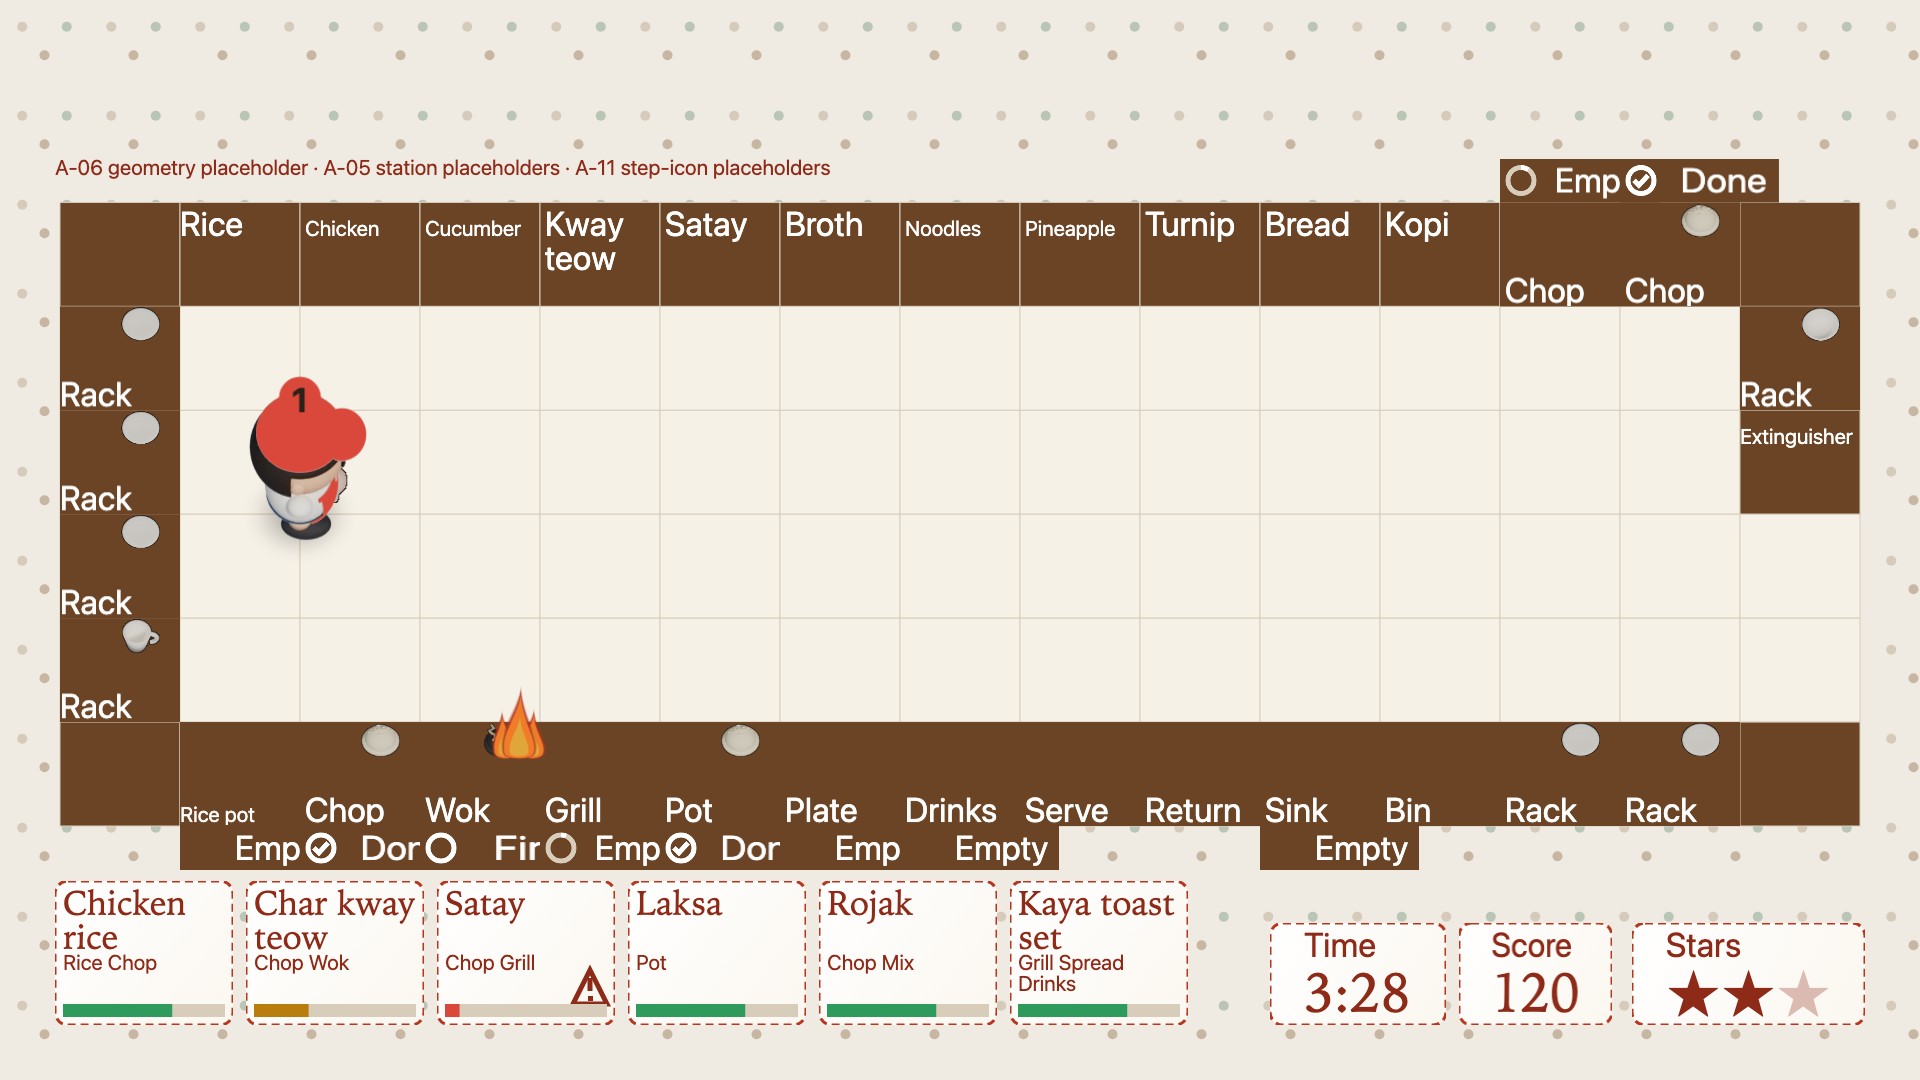 A-06 geometry placeholder · A-05 station placeholders · A-11 step-icon placeholders
Emp Done
Rice Chicken Cucumber Kway teow Satay Broth Noodles Pineapple Turnip Bread Kopi
Chop Chop
Rack
1
Rack
Extinguisher
Rack
Rack
Rack
Rice pot Chop Wok Grill Pot Plate Drinks Serve Return Sink Bin Rack Rack
Emp Dor Fir Emp Dor Emp Empty Empty
Chicken rice
Rice Chop
Char kway teow
Chop Wok
Satay
Chop Grill
Laksa
Pot
Rojak
Chop Mix
Kaya toast set
Grill Spread
Drinks
Time
3:28
Score
120
Stars